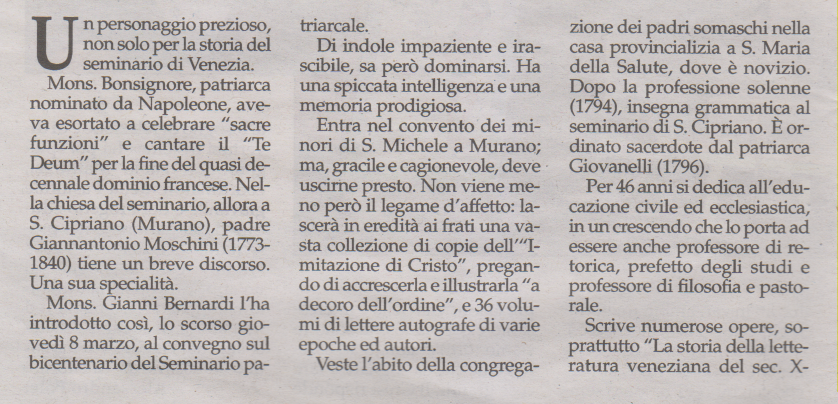 Un personaggio prezioso,
non solo per la storia del
seminario di Venezia.
Mons. Bonsignore, patriarca
nominato da Napoleone, ave-
va esortato a celebrare “sacre
funzioni” e cantare il “Te
Deum” per la fine del quasi de-
cennale dominio francese. Nel-
la chiesa del seminario, allora a
S. Cipriano (Murano), padre
Giannantonio Moschini (1773-
1840) tiene un breve discorso.
Una sua specialità.
Mons. Gianni Bernardi l’ha
introdotto così, lo scorso gio-
vedì 8 marzo, al convegno sul
bicentenario del Seminario pa-
triarcale.
Di indole impaziente e ira-
scibile, sa però dominarsi. Ha
una spiccata intelligenza e una
memoria prodigiosa.
Entra nel convento dei mi-
nori di S. Michele a Murano;
ma, gracile e cagionevole, deve
uscirne presto. Non viene me-
no però il legame d’affetto: la-
scerà in eredità ai frati una va-
sta collezione di copie dell’“I-
mitazione di Cristo”, pregan-
do di accrescerla e illustrarla “a
decoro dell’ordine”, e 36 volu-
mi di lettere autografe di varie
epoche ed autori.
Veste l’abito della congrega-
zione dei padri somaschi nella
casa provincializia a S. Maria
della Salute, dove è novizio.
Dopo la professione solenne
(1794), insegna grammatica al
seminario di S. Cipriano. È or-
dinato sacerdote dal patriarca
Giovanelli (1796).
Per 46 anni si dedica all’edu-
cazione civile ed ecclesiastica,
in un crescendo che lo porta ad
essere anche professore di re-
torica, prefetto degli studi e
professore di filosofia e pasto-
rale.
Scrive numerose opere, so-
prattutto “La storia della lette-
ratura veneziana del sec. X-